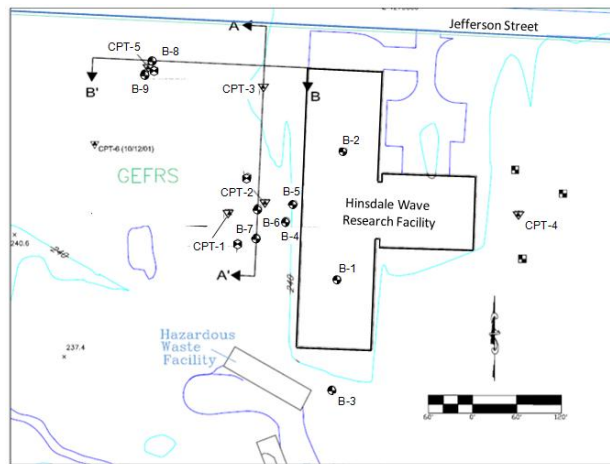 Jefferson Street
A
B-8
CPT-5
B'
B-9
CPT-3
B
B-2
CPT-6 (10/12/01)
GEFRS
CPT-2
B-5
Hinsdale Wave
Research Facility
CPT-1
B-6
B-4
CPT-4
B-7
240.6
240
A'
240
B-1
237.4
Hazardous
Waste
Facility
B-3
60'
0'
60'
120'